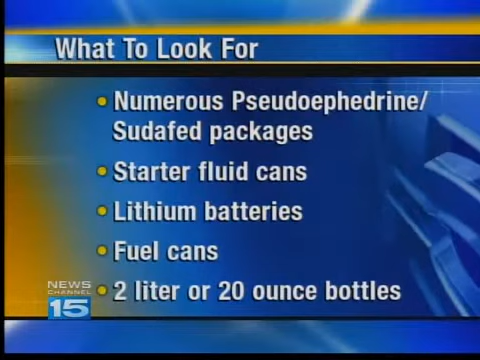 What To Look For
• Numerous Pseudoephedrine/
Sudafed packages
• Starter fluid cans
• Lithium batteries
• Fuel cans
• 2 liter or 20 ounce bottles
NEWS
CHANNEL
15